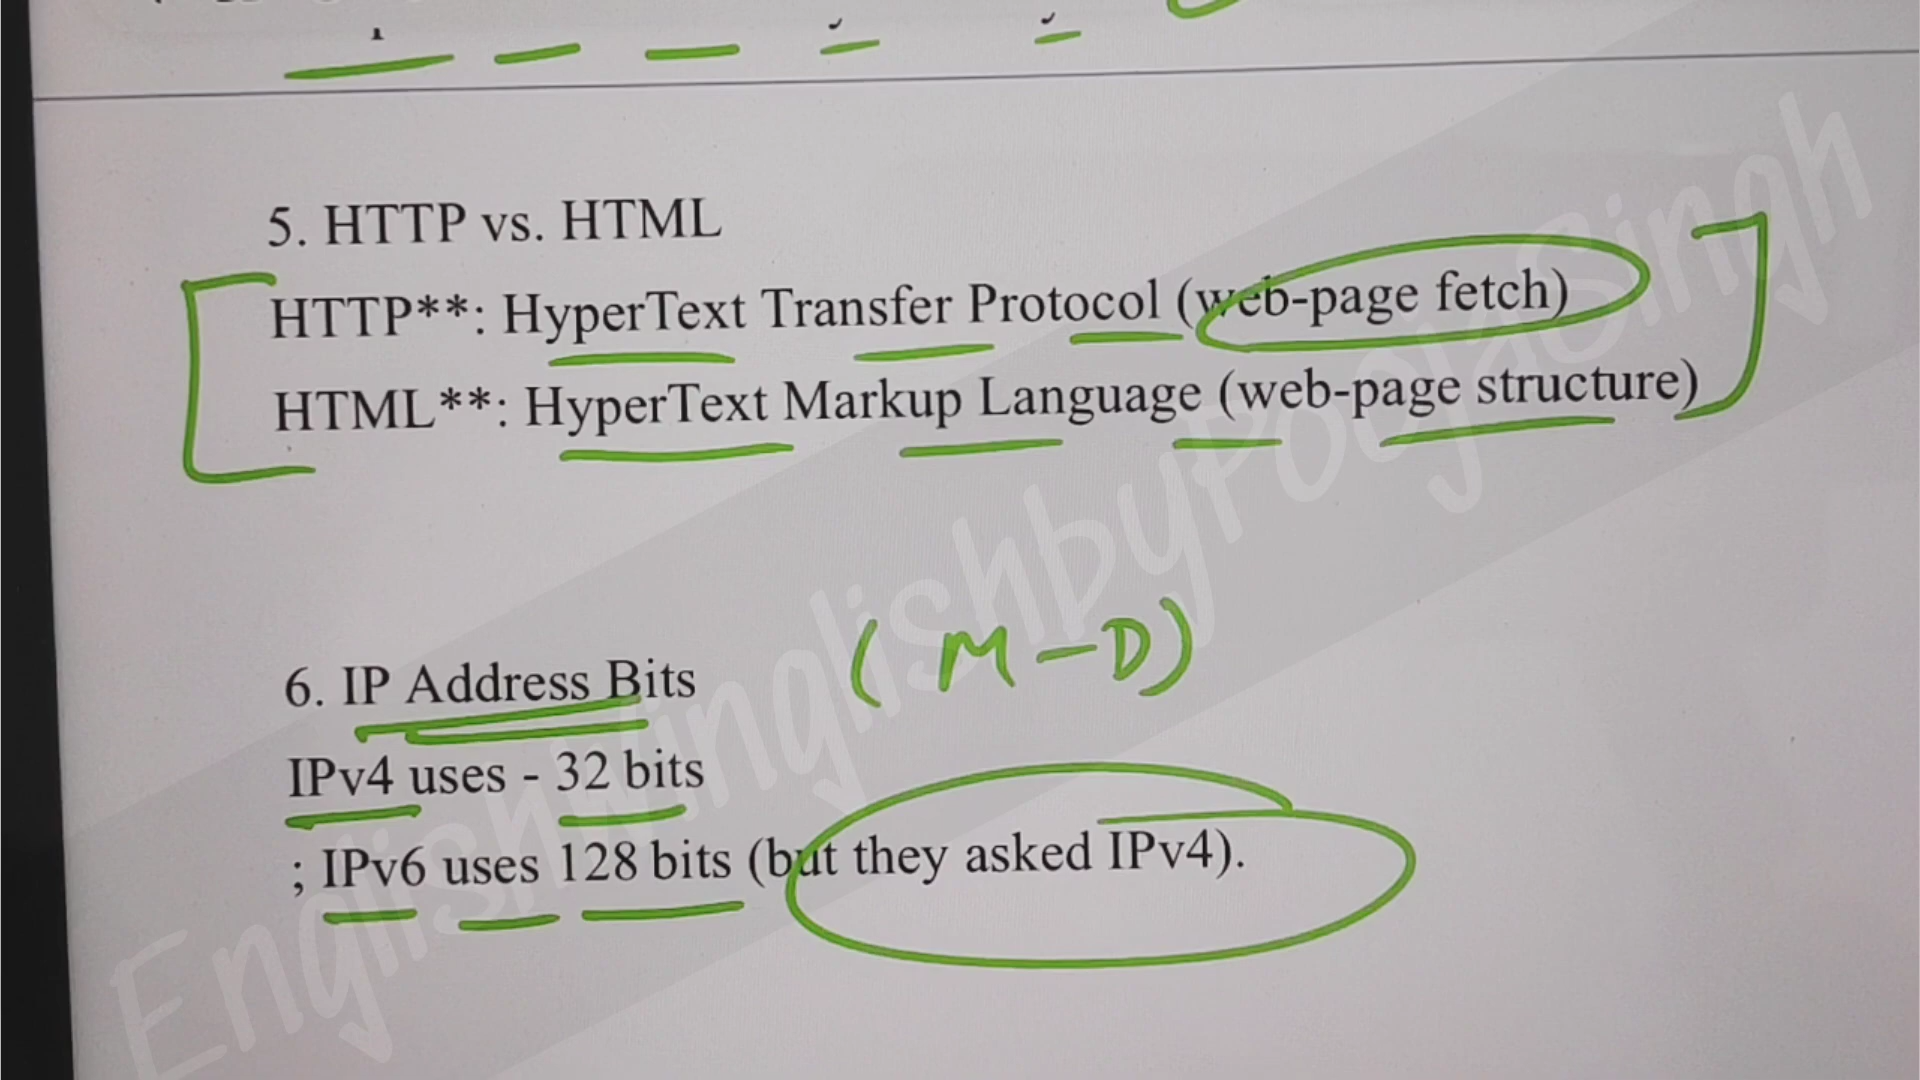 5. HTTP vs. HTML
HTTP**: HyperText Transfer Protocol (web-page fetch)
HTML**: HyperText Markup Language (web-page structure)
(M-D)
6. IP Address Bits
IPv4 uses - 32 bits
; IPv6 uses 128 bits (but they asked IPv4).
EnglishWinglishbyPoojaSingh